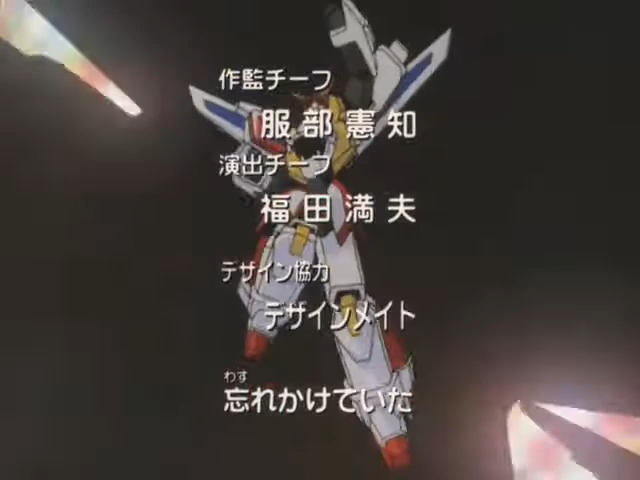 作監チーフ
服部憲知
演出チーフ
福田満夫
デザイン協力
デザインメイト
わす
忘れかけていた